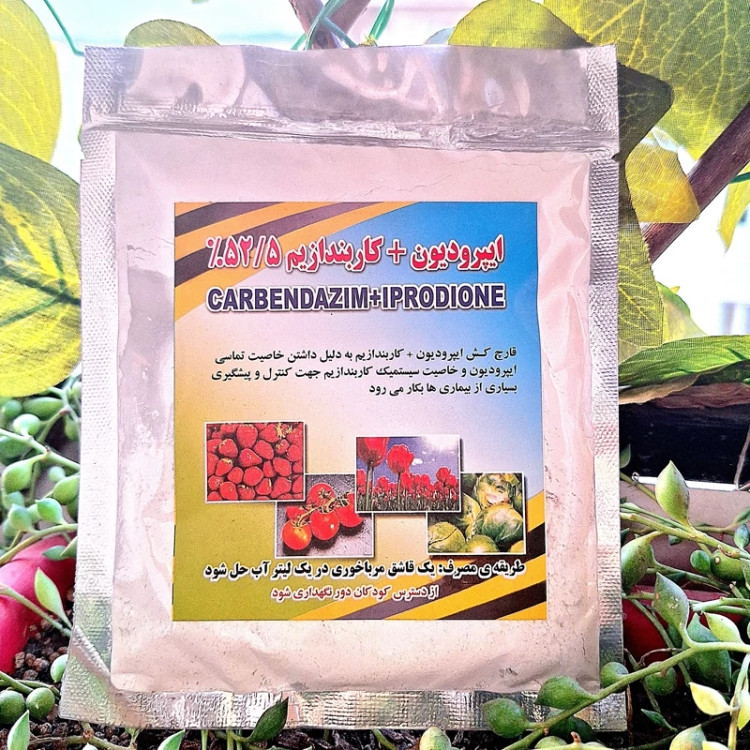 ایپرودیون + کاربندازیم ۵۲/۵%
CARBENDAZIM+IPRODIONE
قارچ کش ایپرودیون + کاربندازیم به دلیل داشتن خاصیت تماسی
ایپرودیون و خاصیت سیستمیک کاربندازیم جهت کنترل و پیشگیری
بسیاری از بیماری ها بکار می رود
طریقه ی مصرف: یک قاشق مرباخوری در یک لیتر آب حل شود
از دسترس کودکان دور نگهداری شود